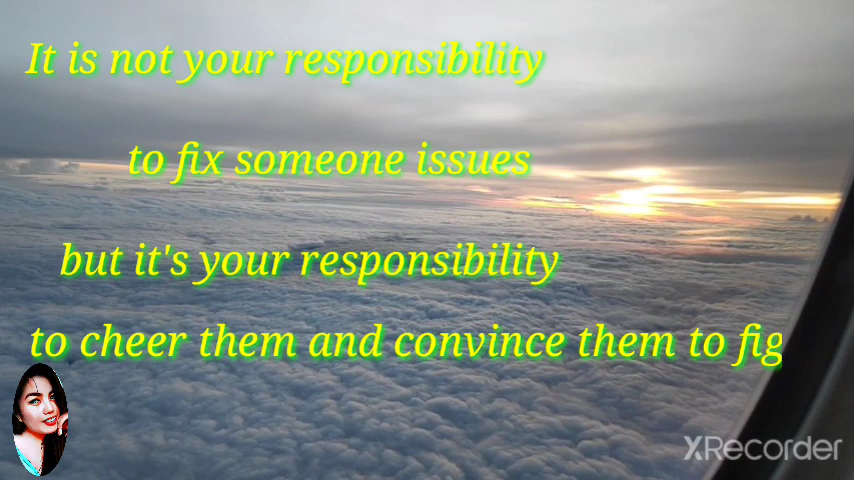 It is not your responsibility
to fix someone issues
but it's your responsibility
to cheer them and convince them to fig
XRecorder